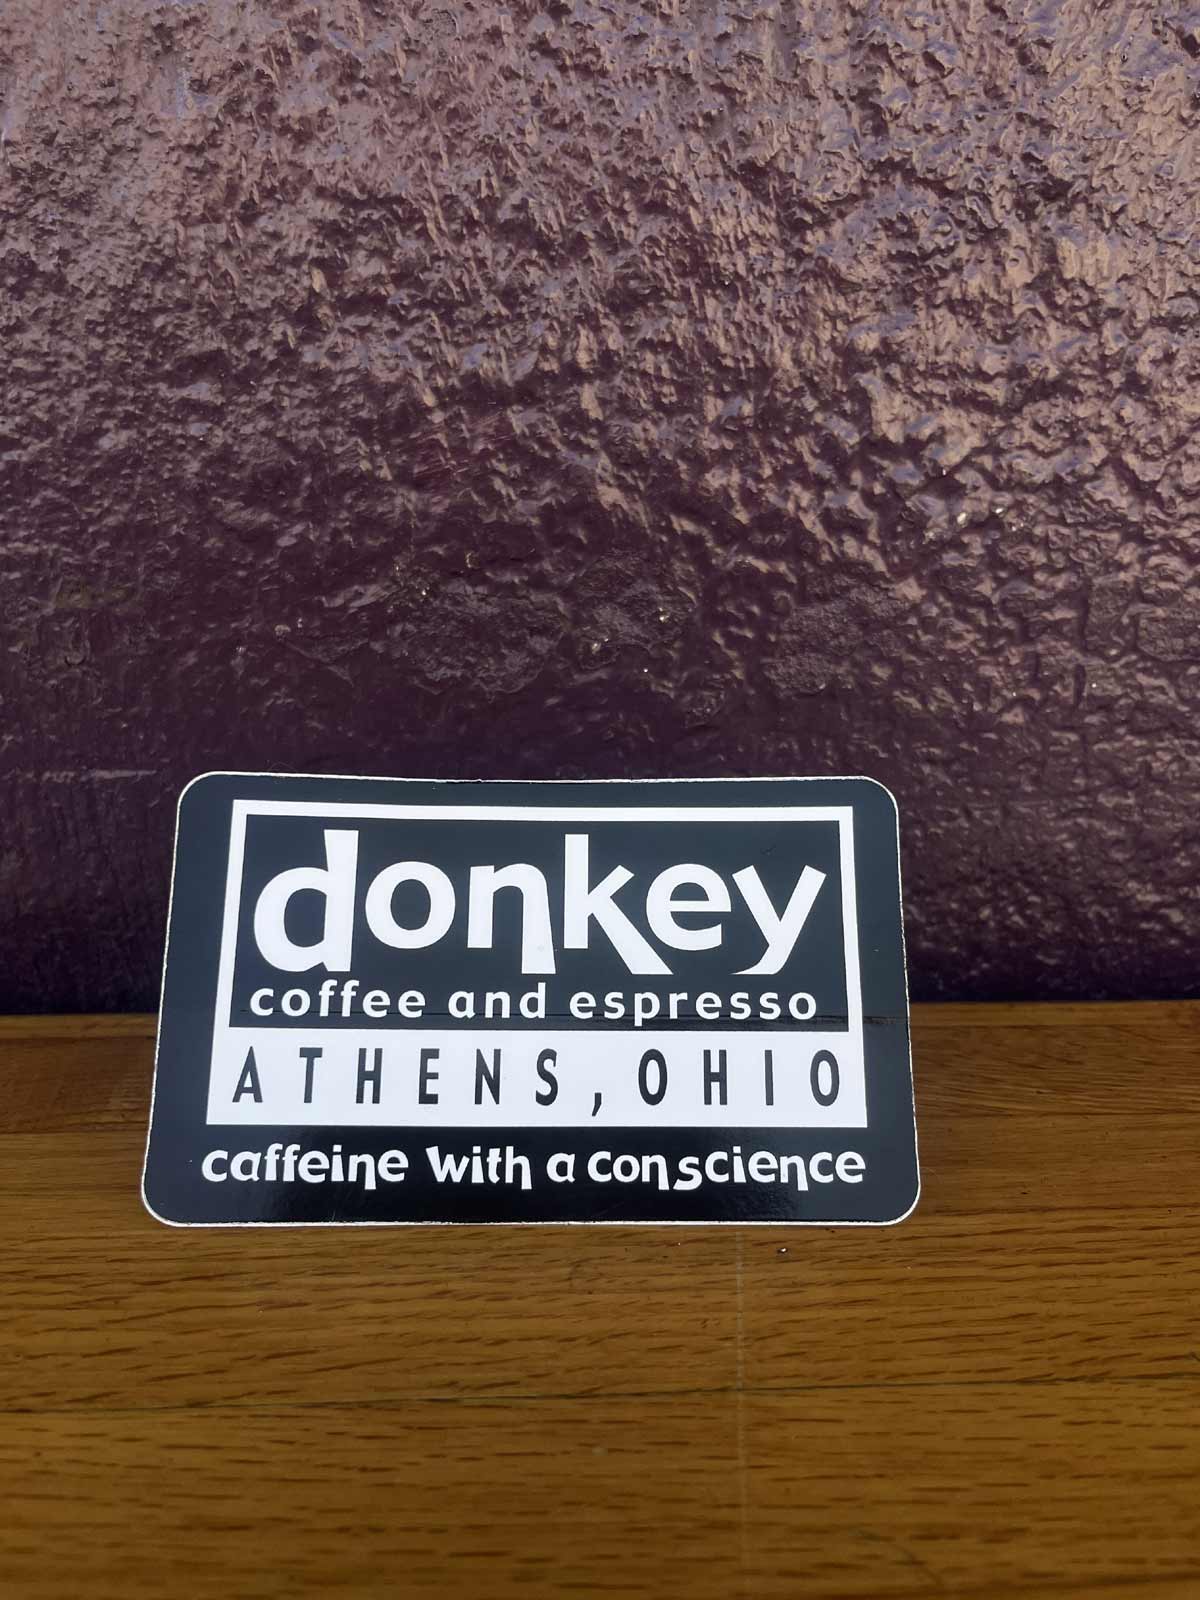 donkey
coffee and espresso
ATHENS, OHIO
caffeine with a conscience